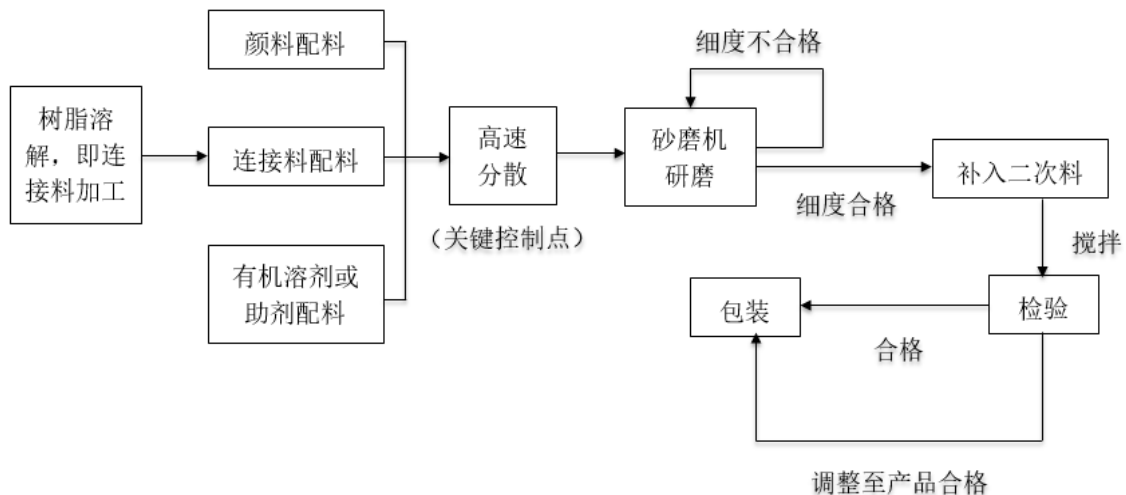 颜料配料
树脂溶
解，即连
接料加工
连接料配料
有机溶剂或
助剂配料
高速
分散
（关键控制点）
细度不合格
砂磨机
研磨
细度合格
补入二次料
搅拌
检验
合格
包装
调整至产品合格